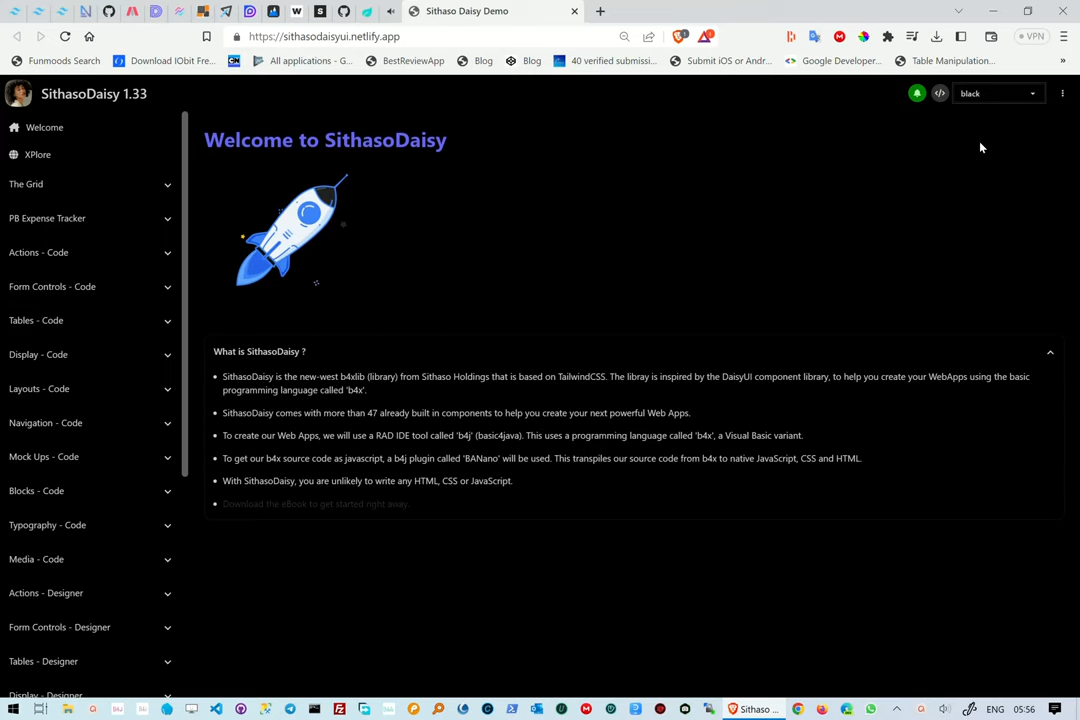 Sithaso Daisy Demo
https://sithasodaisyui.netlify.app
VPN
Funmoods Search
Download IObit Fre...
All applications - G...
BestReviewApp
Blog
Blog
40 verified submissi...
Submit iOS or Andr...
Google Developer...
Table Manipulation...
SithasoDaisy 1.33
black
Welcome
XPlore
The Grid
PB Expense Tracker
Actions - Code
Form Controls - Code
Tables - Code
Display - Code
Layouts - Code
Navigation - Code
Mock Ups - Code
Blocks - Code
Typography - Code
Media - Code
Actions - Designer
Form Controls - Designer
Tables - Designer
Display - Designer
Welcome to SithasoDaisy
What is SithasoDaisy ?
SithasoDaisy is the new-west b4xlib (library) from Sithaso Holdings that is based on TailwindCSS. The libray is inspired by the DaisyUI component library, to help you create your WebApps using the basic
programming language called 'b4x'.
SithasoDaisy comes with more than 47 already built in components to help you create your next powerful Web Apps.
To create our Web Apps, we will use a RAD IDE tool called 'b4j' (basic4java). This uses a programming language called 'b4x', a Visual Basic variant.
To get our b4x source code as javascript, a b4j plugin called 'BANano' will be used. This transpiles our source code from b4x to native JavaScript, CSS and HTML.
With SithasoDaisy, you are unlikely to write any HTML, CSS or JavaScript.
Download the eBook to get started right away.
Sithaso ...
ENG
05:56